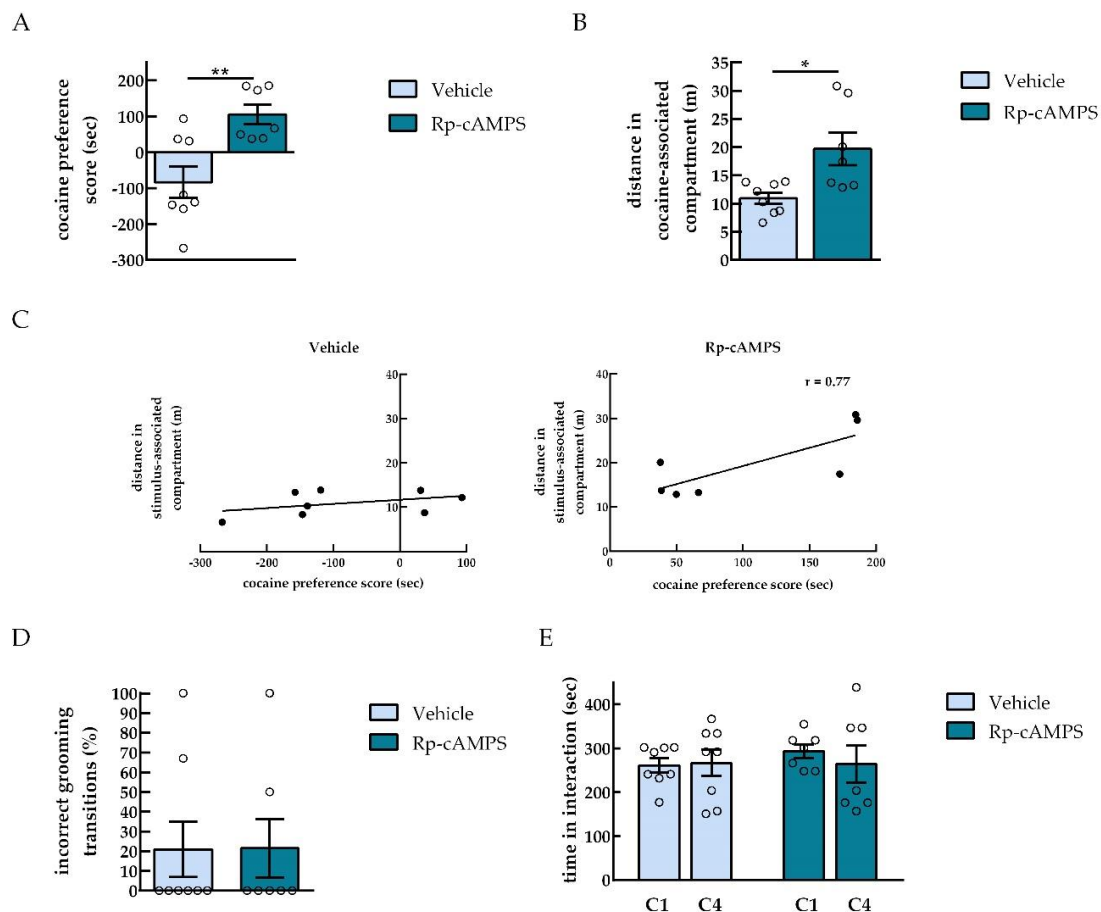 A
cocaine preference
score (sec)
200
100
0
-100
-200
-300
**
Vehicle
Rp-cAMPS
B
distance in
cocaine-associated
compartment (m)
35
30
25
20
15
10
5
0
*
Vehicle
Rp-cAMPS
C
Vehicle
distance in
stimulus-associated
compartment (m)
40
30
20
10
-300
-200
-100
0
100
cocaine preference score (sec)
Rp-cAMPS
distance in
stimulus-associated
compartment (m)
40
30
20
10
0
r = 0.77
0
50
100
150
200
cocaine preference score (sec)
D
incorrect grooming
transitions (%)
100
90
80
70
60
50
40
30
20
10
0
Vehicle
Rp-cAMPS
E
time in interaction (sec)
400
300
200
100
0
C1 C4 C1 C4
Vehicle
Rp-cAMPS